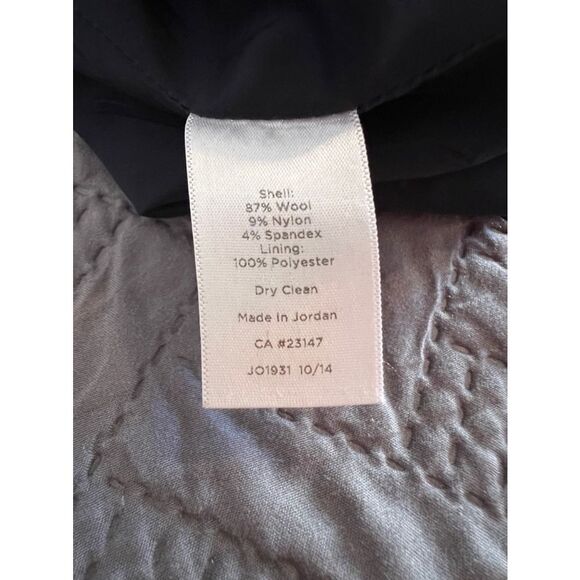 Shell:
87% Wool
9% Nylon
4% Spandex
Lining:
100% Polyester
Dry Clean
Made in Jordan
CA #23147
JO1931 10/14